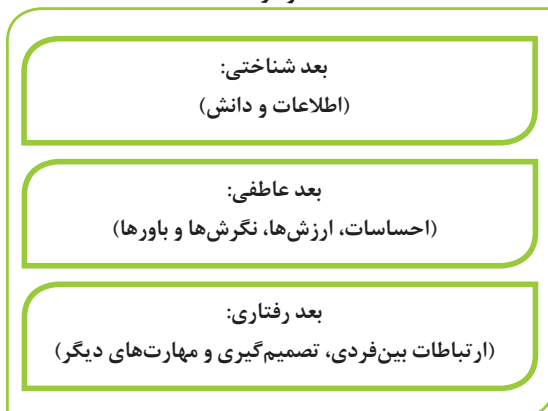 بعد شناختی:
(اطلاعات و دانش)
بعد عاطفی:
(احساسات، ارزش‌ها، نگرش‌ها و باورها)
بعد رفتاری:
(ارتباطات بین‌فردی، تصمیم‌گیری و مهارت‌های دیگر)